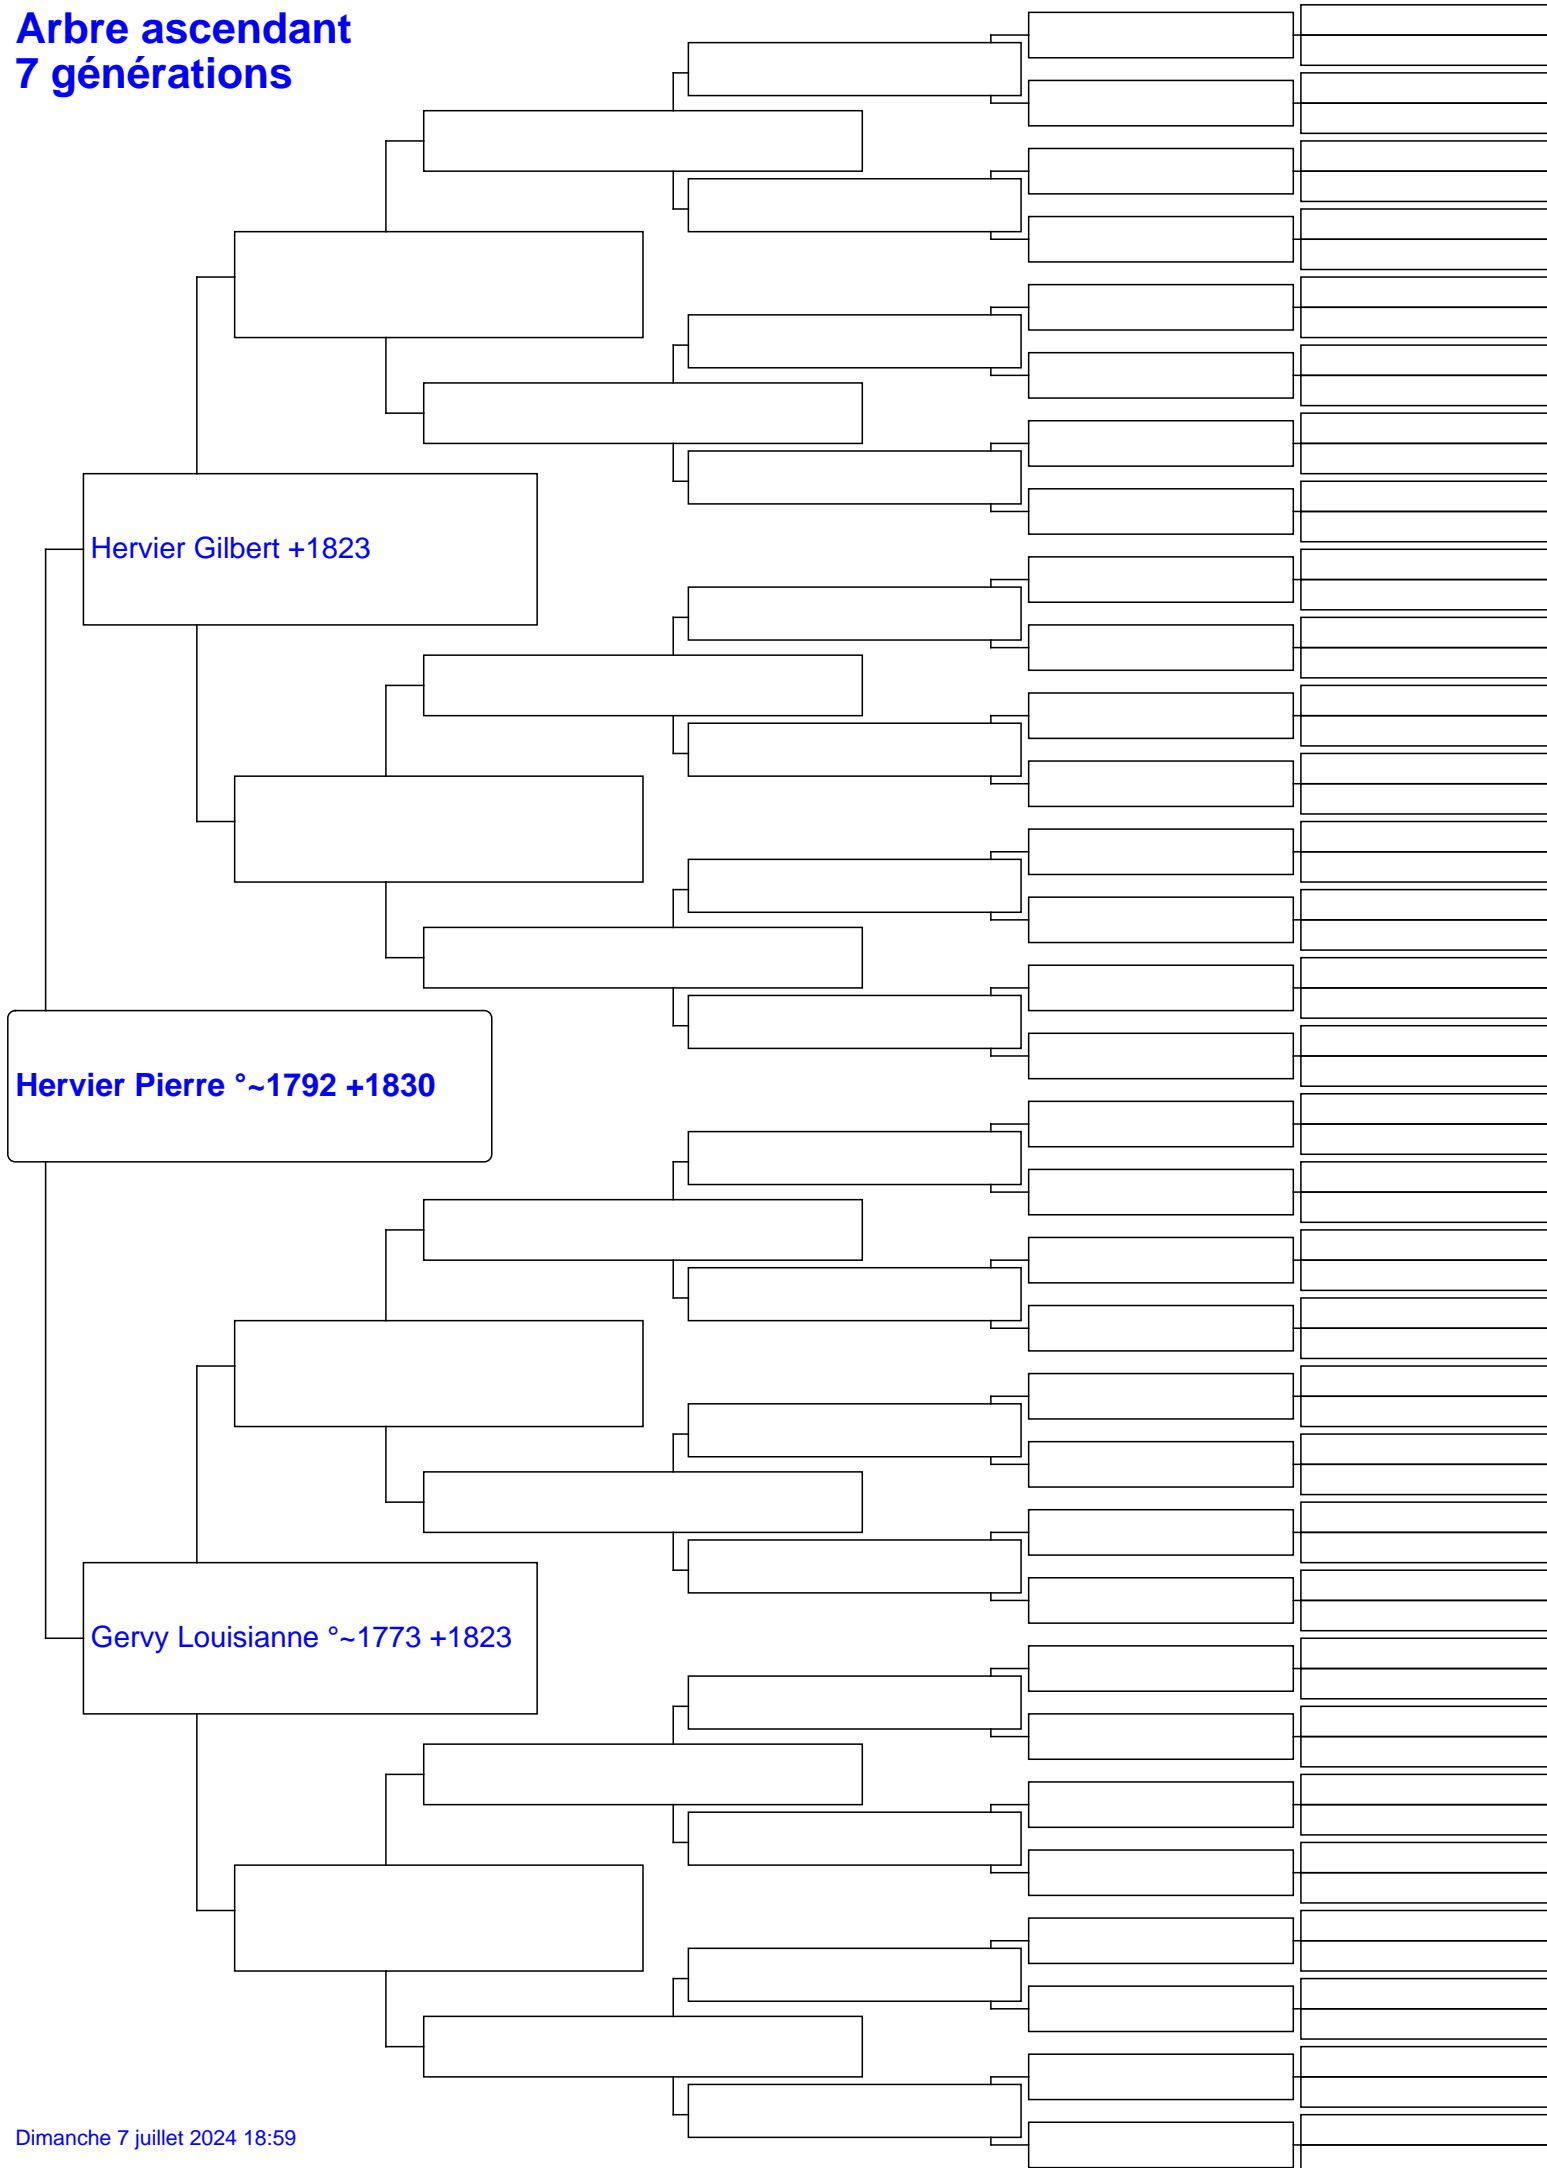 Arbre ascendant
7 générations
Hervier Gilbert +1823
Hervier Pierre °~1792 +1830
Gervy Louisianne °~1773 +1823
Dimanche 7 juillet 2024 18:59